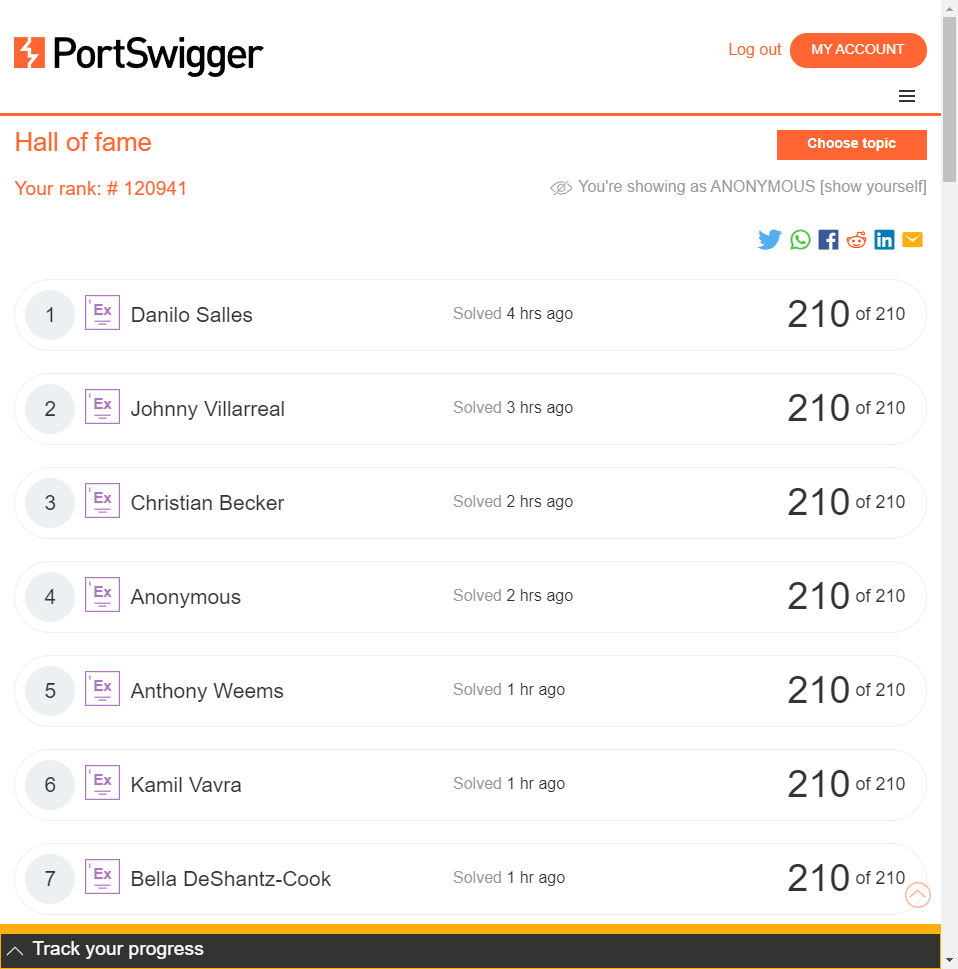 PortSwigger
Log out MY ACCOUNT
Hall of fame
Choose topic
Your rank: # 120941
You're showing as ANONYMOUS [show yourself]
1 Ex Danilo Salles Solved 4 hrs ago 210 of 210
2 Ex Johnny Villarreal Solved 3 hrs ago 210 of 210
3 Ex Christian Becker Solved 2 hrs ago 210 of 210
4 Ex Anonymous Solved 2 hrs ago 210 of 210
5 Ex Anthony Weems Solved 1 hr ago 210 of 210
6 Ex Kamil Vavra Solved 1 hr ago 210 of 210
7 Ex Bella DeShantz-Cook Solved 1 hr ago 210 of 210
Track your progress